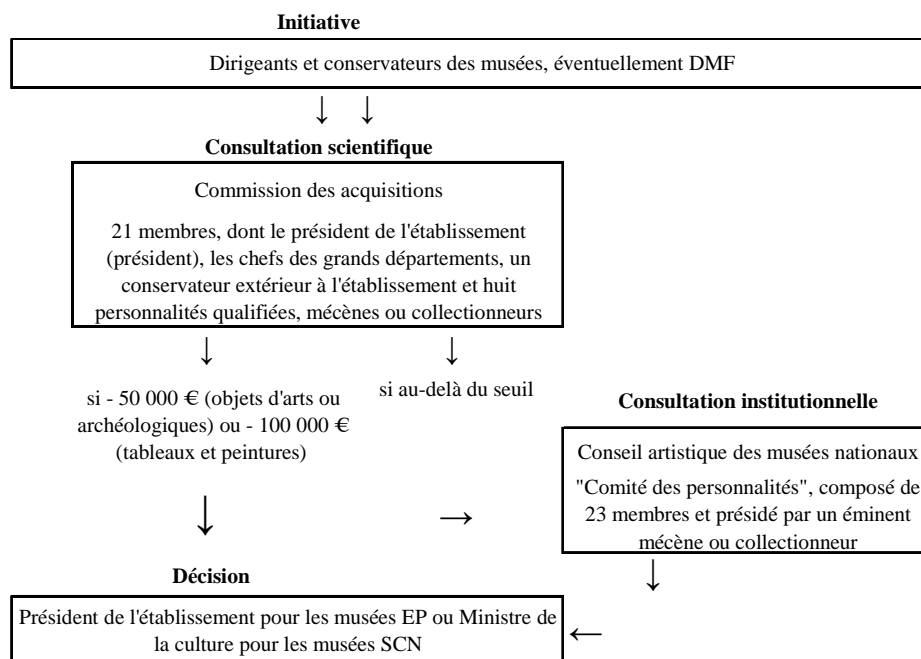 Initiative
Dirigeants et conservateurs des musées, éventuellement DMF
↓ ↓
Consultation scientifique
Commission des acquisitions
21 membres, dont le président de l'établissement
(président), les chefs des grands départements, un
conservateur extérieur à l'établissement et huit
personnalités qualifiées, mécènes ou collectionneurs
↓ ↓
si - 50 000 € (objets d'arts ou
archéologiques) ou - 100 000 €
(tableaux et peintures)
si au-delà du seuil
Consultation institutionnelle
Conseil artistique des musées nationaux
"Comité des personnalités", composé de
23 membres et présidé par un éminent
mécène ou collectionneur
↓ → ↓
Décision
Président de l'établissement pour les musées EP ou Ministre de
la culture pour les musées SCN
←